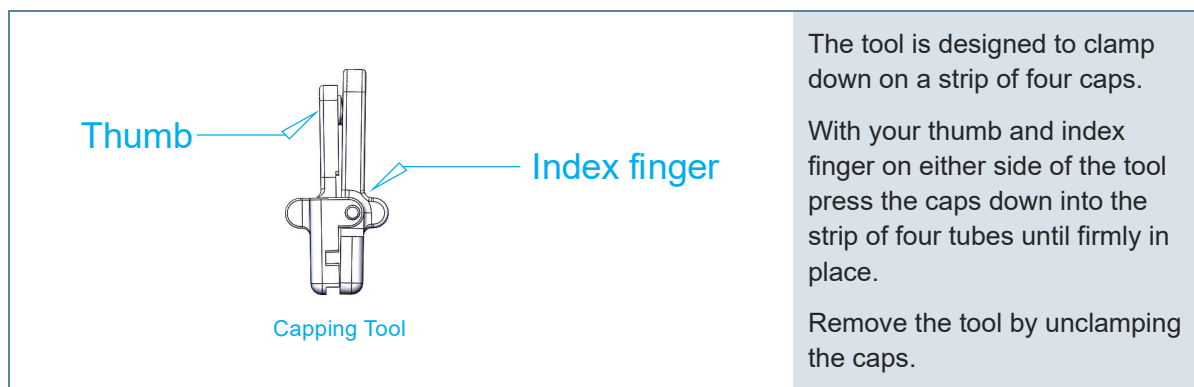 Thumb
Index finger
Capping Tool
The tool is designed to clamp
down on a strip of four caps.
With your thumb and index
finger on either side of the tool
press the caps down into the
strip of four tubes until firmly in
place.
Remove the tool by unclamping
the caps.